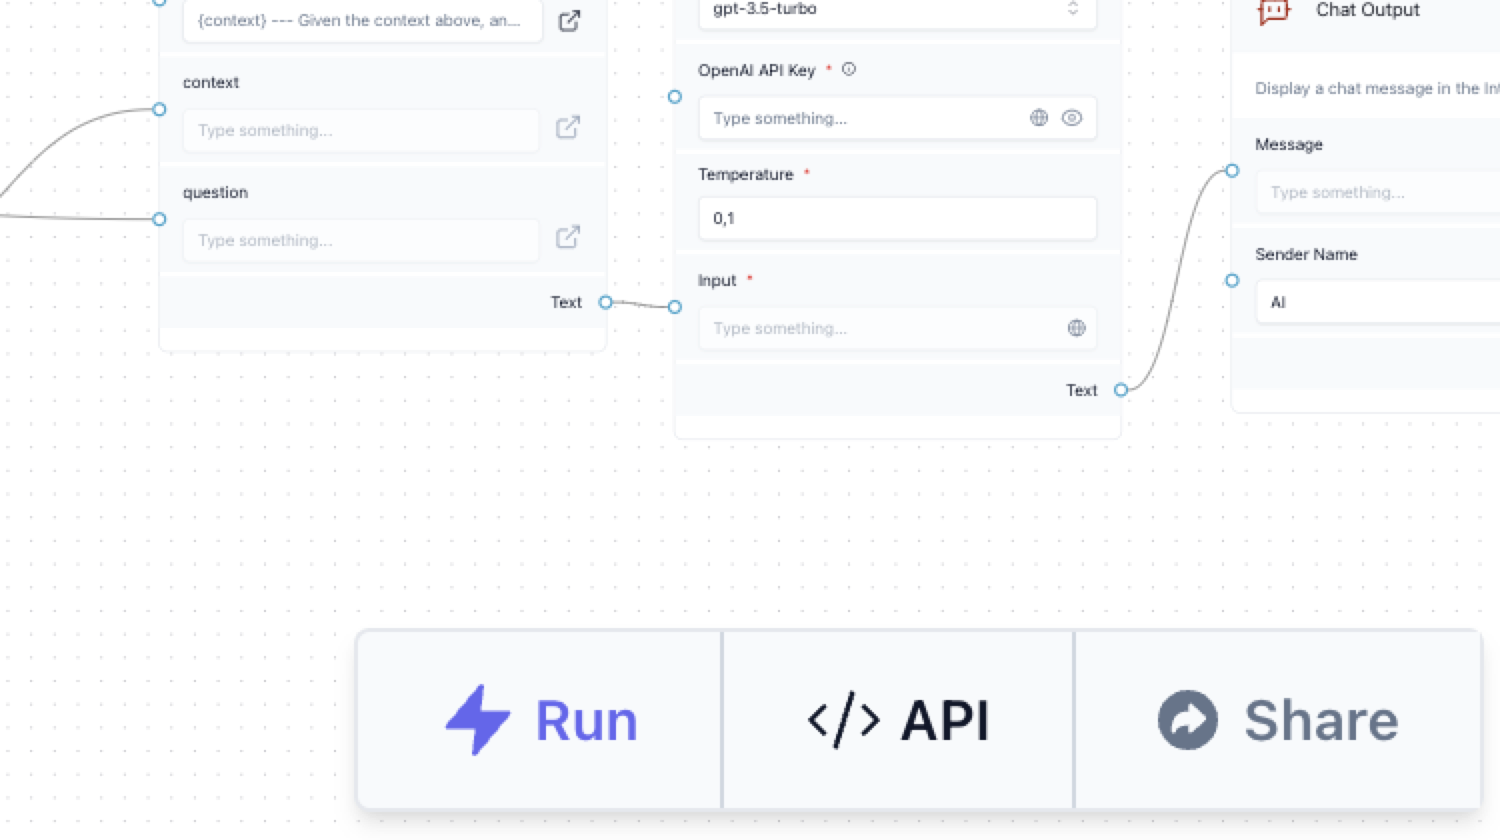 {context} --- Given the context above, an...
context
Type something...
question
Type something...
Text
gpt-3.5-turbo
OpenAI API Key *
Type something...
Temperature *
0,1
Input *
Type something...
Text
Chat Output
Display a chat message in the Int
Message
Type something...
Sender Name
AI
Run
</> API
Share